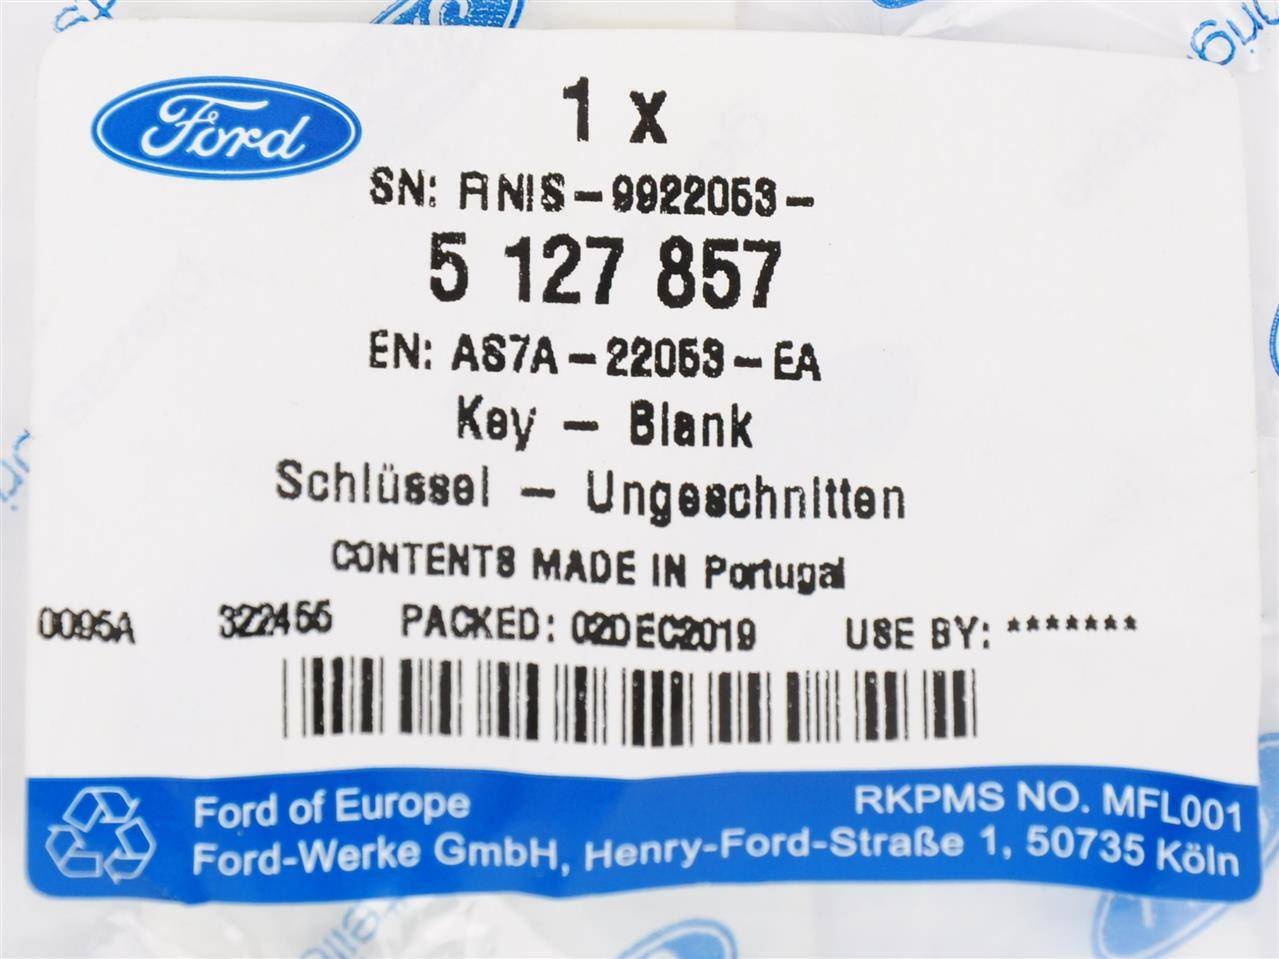 Ford
1 x
SN: FINIS-9922053-
5 127 857
EN: AS7A-22053-EA
Key - Blank
Schlüssel - Ungeschnitten
CONTENTS MADE IN Portugal
0095A 322455 PACKED: 02DEC2019 USE BY: *******
Ford of Europe RKPMS NO. MFL001
Ford-Werke GmbH, Henry-Ford-Straße 1, 50735 Köln